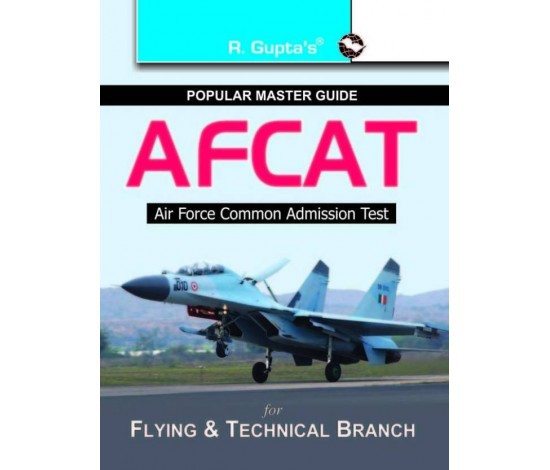 R. Gupta's®
POPULAR MASTER GUIDE
AFCAT
Air Force Common Admission Test
for
FLYING & TECHNICAL BRANCH